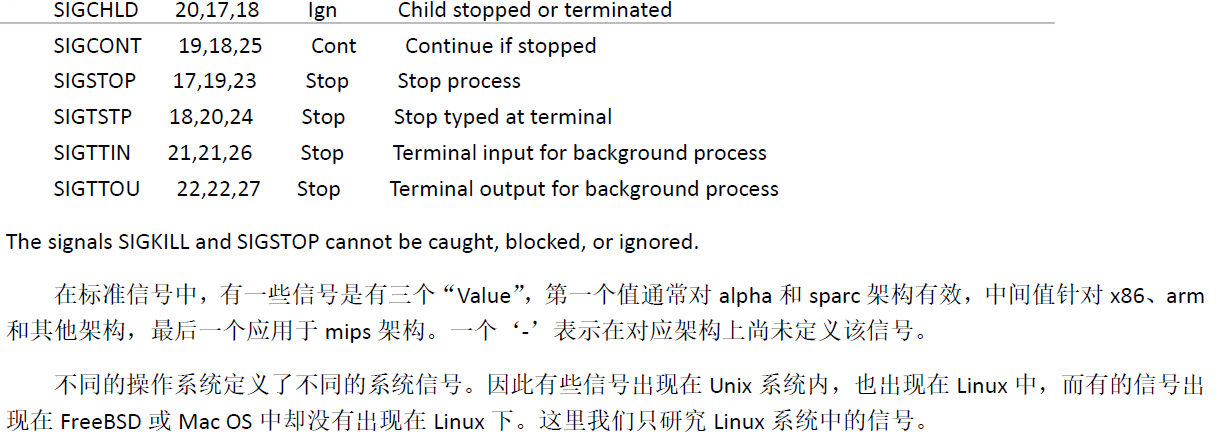 SIGCHLD 20,17,18 Ign Child stopped or terminated
SIGCONT 19,18,25 Cont Continue if stopped
SIGSTOP 17,19,23 Stop Stop process
SIGTSTP 18,20,24 Stop Stop typed at terminal
SIGTTIN 21,21,26 Stop Terminal input for background process
SIGTTOU 22,22,27 Stop Terminal output for background process
The signals SIGKILL and SIGSTOP cannot be caught, blocked, or ignored.
在标准信号中，有一些信号是有三个“Value”，第一个值通常对 alpha 和 sparc 架构有效，中间值针对 x86、arm
和其他架构，最后一个应用于 mips 架构。一个‘-’表示在对应架构上尚未定义该信号。
不同的操作系统定义了不同的系统信号。因此有些信号出现在 Unix 系统内，也出现在 Linux 中，而有的信号出
现在 FreeBSD 或 Mac OS 中却没有出现在 Linux 下。这里我们只研究 Linux 系统中的信号。